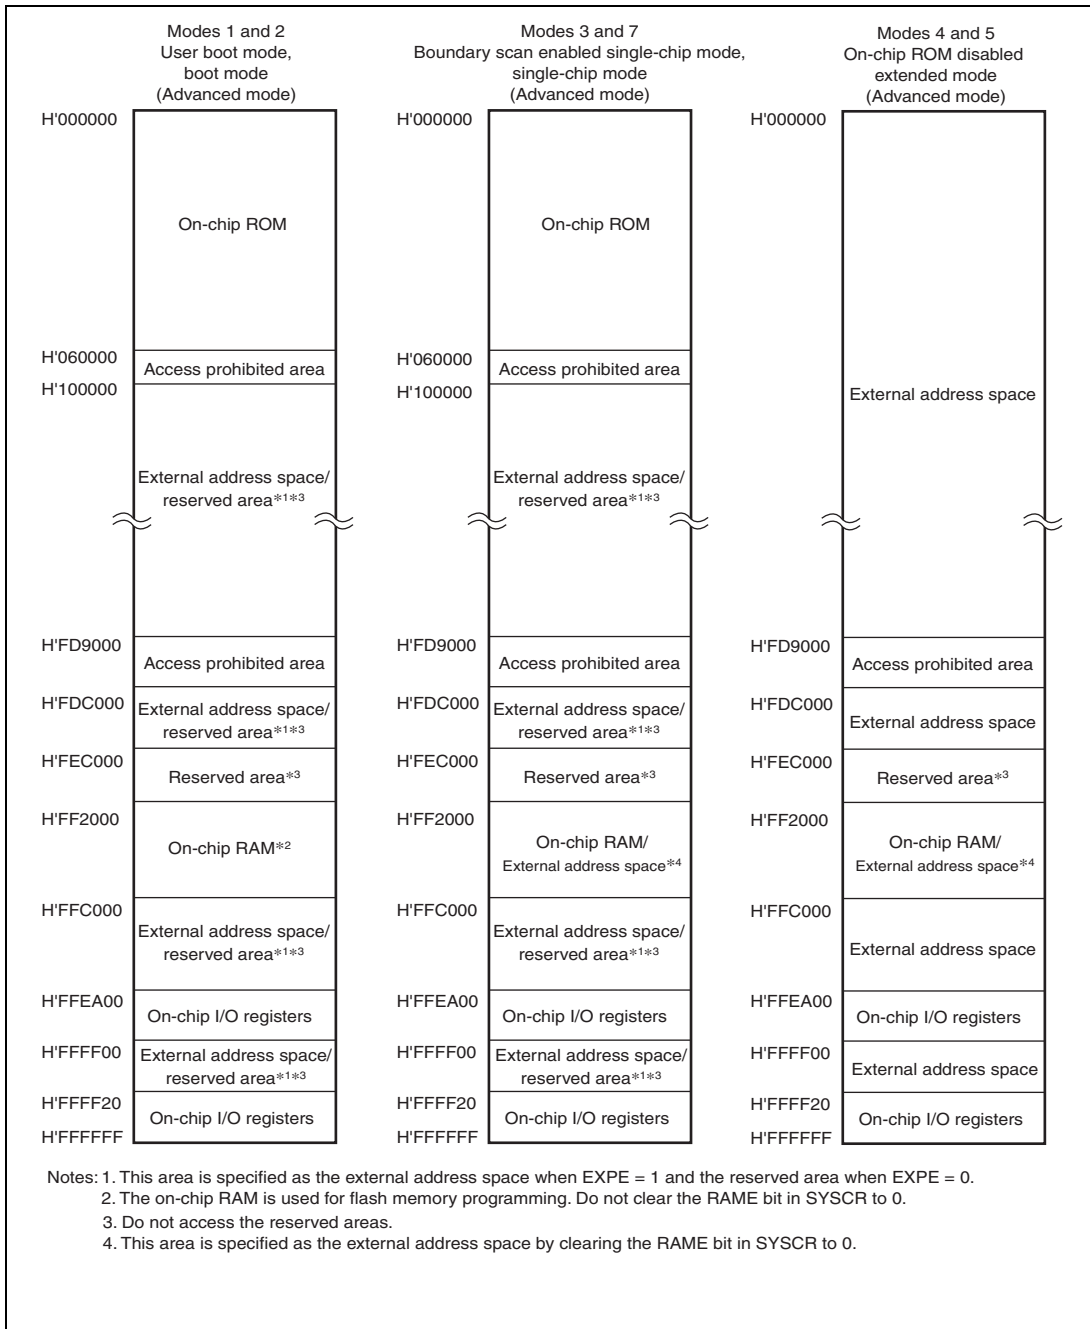 Modes 1 and 2
User boot mode,
boot mode
(Advanced mode)
H'000000
On-chip ROM
H'060000
Access prohibited area
H'100000
External address space/
reserved area*1*3
H'FD9000
Access prohibited area
H'FDC000
External address space/
reserved area*1*3
H'FEC000
Reserved area*3
H'FF2000
On-chip RAM*2
H'FFC000
External address space/
reserved area*1*3
H'FFEA00
On-chip I/O registers
H'FFFF00
External address space/
reserved area*1*3
H'FFFF20
On-chip I/O registers
H'FFFFFF
Modes 3 and 7
Boundary scan enabled single-chip mode,
single-chip mode
(Advanced mode)
H'000000
On-chip ROM
H'060000
Access prohibited area
H'100000
External address space/
reserved area*1*3
H'FD9000
Access prohibited area
H'FDC000
External address space/
reserved area*1*3
H'FEC000
Reserved area*3
H'FF2000
On-chip RAM/
External address space*4
H'FFC000
External address space/
reserved area*1*3
H'FFEA00
On-chip I/O registers
H'FFFF00
External address space/
reserved area*1*3
H'FFFF20
On-chip I/O registers
H'FFFFFF
Modes 4 and 5
On-chip ROM disabled
extended mode
(Advanced mode)
H'000000
External address space
H'FD9000
Access prohibited area
H'FDC000
External address space
H'FEC000
Reserved area*3
H'FF2000
On-chip RAM/
External address space*4
H'FFC000
External address space
H'FFEA00
On-chip I/O registers
H'FFFF00
External address space
H'FFFF20
On-chip I/O registers
H'FFFFFF
Notes: 1. This area is specified as the external address space when EXPE = 1 and the reserved area when EXPE = 0.
2. The on-chip RAM is used for flash memory programming. Do not clear the RAME bit in SYSCR to 0.
3. Do not access the reserved areas.
4. This area is specified as the external address space by clearing the RAME bit in SYSCR to 0.